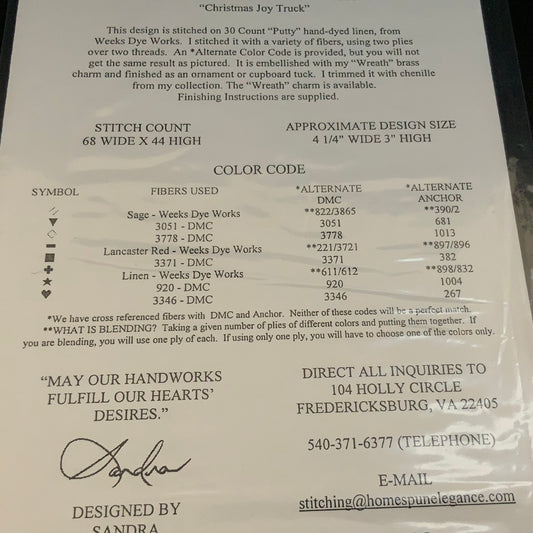 “Christmas Joy Truck”
This design is stitched on 30 Count “Putty” hand-dyed linen, from
Weeks Dye Works. I stitched it with a variety of fibers, using two plies
over two threads. An *Alternate Color Code is provided, but you will not
get the same result as pictured. It is embellished with my “Wreath” brass
charm and finished as an ornament or cupboard tuck. I trimmed it with chenille
from my collection. The “Wreath” charm is available.
Finishing Instructions are supplied.
STITCH COUNT APPROXIMATE DESIGN SIZE
68 WIDE X 44 HIGH 4 1/4" WIDE 3" HIGH
COLOR CODE
SYMBOL FIBERS USED *ALTERNATE DMC *ALTERNATE ANCHOR
Sage - Weeks Dye Works **822/3865 **390/2
3051 - DMC 3051 681
3778 - DMC 3778 1013
Lancaster Red - Weeks Dye Works **221/3721 **897/896
3371 - DMC 3371 382
Linen - Weeks Dye Works **611/612 **898/832
920 - DMC 920 1004
3346 - DMC 3346 267
*We have cross referenced fibers with DMC and Anchor. Neither of these codes will be a perfect match.
**WHAT IS BLENDING? Taking a given number of plies of different colors and putting them together. If
you are blending, you will use one ply of each. If using only one ply, you will have to choose one of the colors only.
“MAY OUR HANDWORKS
FULFILL OUR HEARTS’
DESIRES.”
Sandra
DESIGNED BY
SANDRA
DIRECT ALL INQUIRIES TO
104 HOLLY CIRCLE
FREDERICKSBURG, VA 22405
540-371-6377 (TELEPHONE)
E-MAIL
stitching@homespunelegance.com